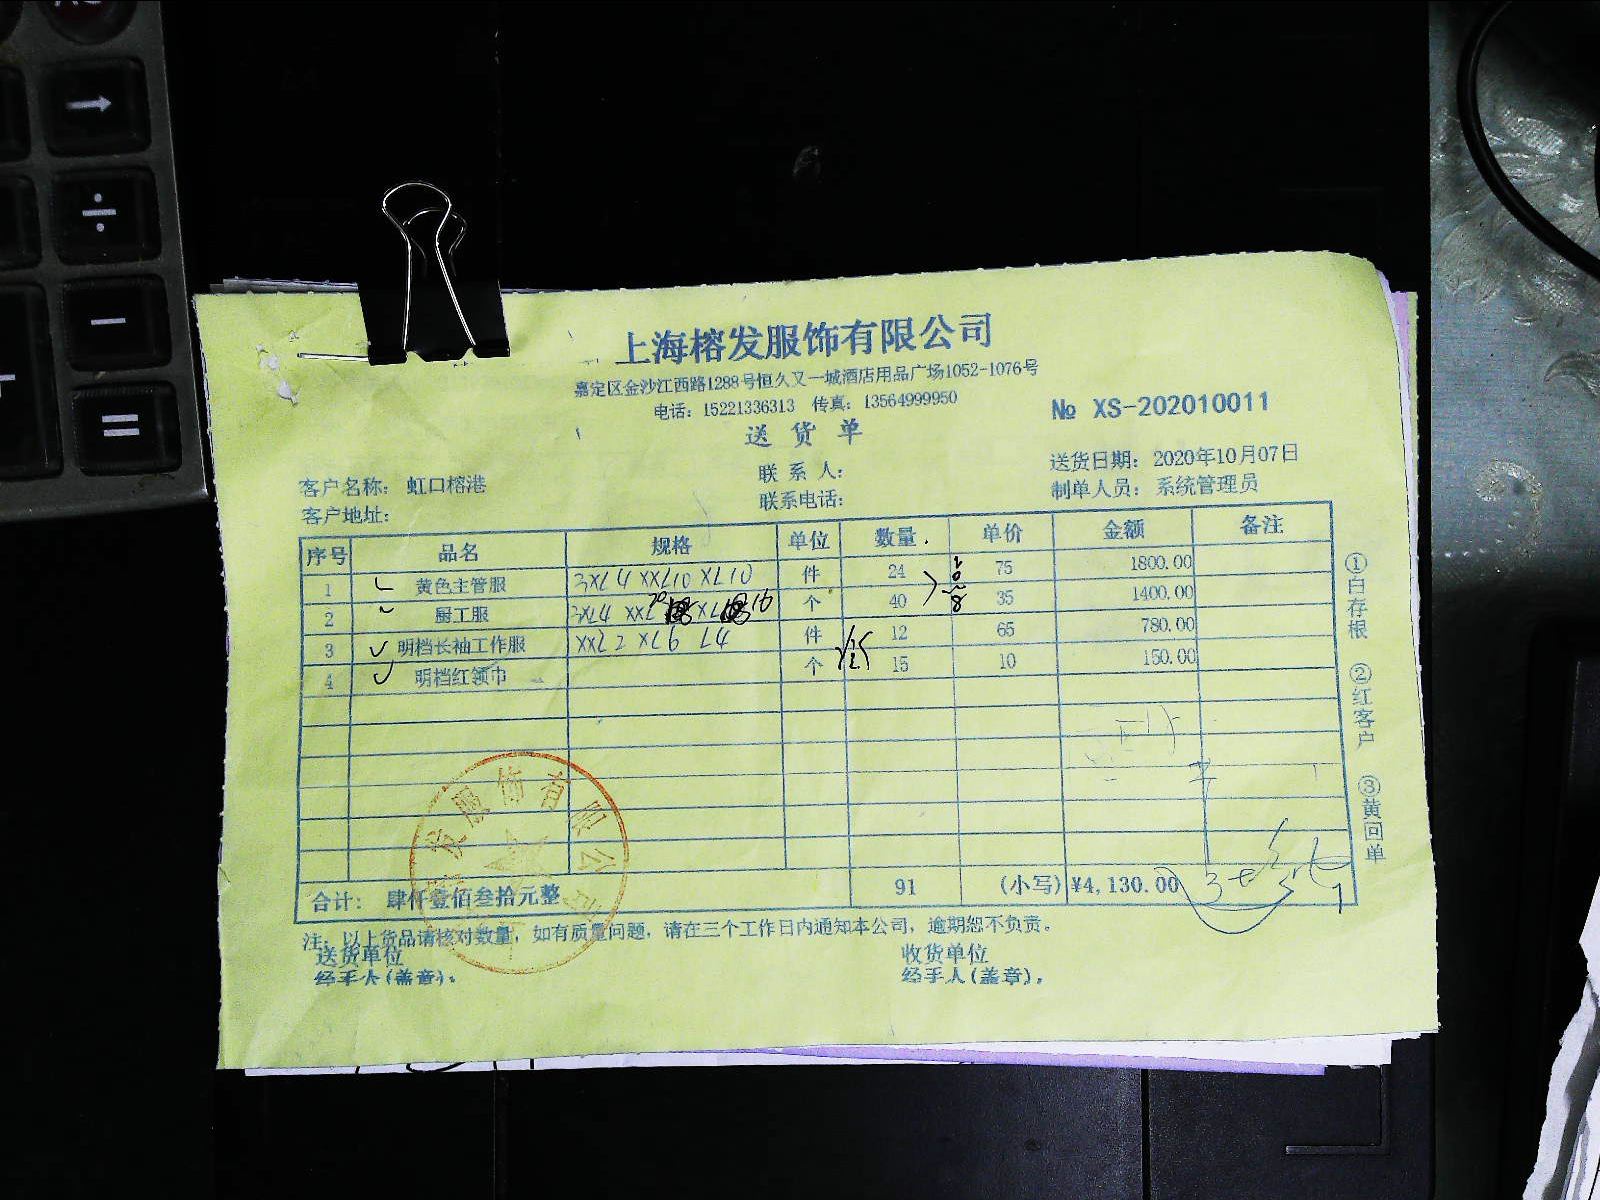 上海榕发服饰有限公司
嘉定区金沙江西路1288号恒久又一城酒店用品广场1052-1076号
电话：15221336313 传真：13564999950
№ XS-202010011
送 货 单
联 系 人：
送货日期：2020年10月07日
客户名称：虹口榕港
联系电话：
制单人员：系统管理员
客户地址：
序号 品名 规格 单位 数量 单价 金额 备注
1 黄色主管服 3XL4 XXL10 XL10 件 24 75 1800.00
2 厨工服 3XL4 个 40 35 1400.00
3 明档长袖工作服 XXL2 XL6 L4 件 12 65 780.00
4 明档红领巾 个 15 10 150.00
合计：肆仟壹佰叁拾元整 91 (小写) ¥4,130.00
注：以上货品请核对数量，如有质量问题，请在三个工作日内通知本公司，逾期恕不负责。
送货单位 收货单位
经手人(盖章)： 经手人(盖章)：
①白存根 ②红客户 ③黄回单
发服饰有限公司
→
÷
−
=